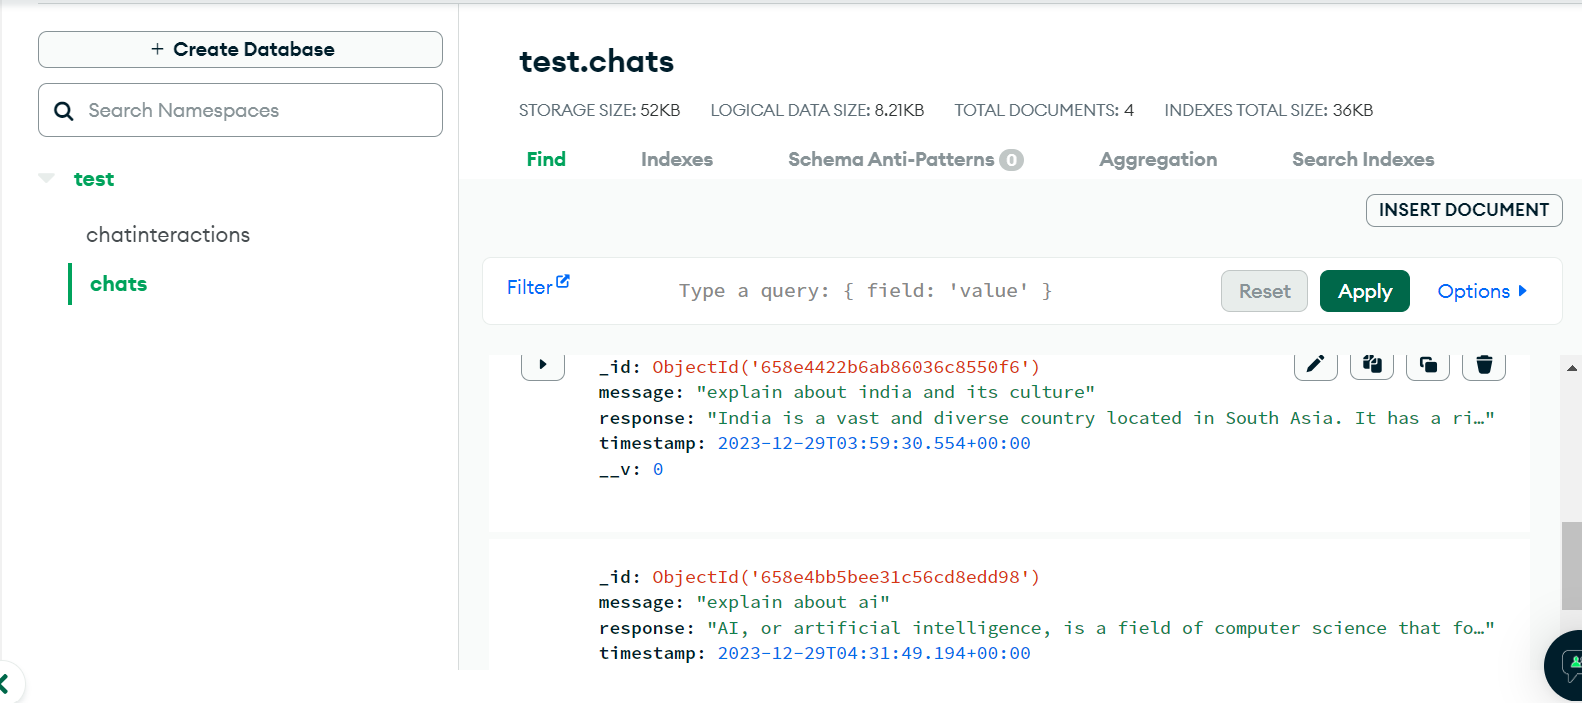 + Create Database
Search Namespaces
test
chatinteractions
chats
test.chats
STORAGE SIZE: 52KB LOGICAL DATA SIZE: 8.21KB TOTAL DOCUMENTS: 4 INDEXES TOTAL SIZE: 36KB
Find Indexes Schema Anti-Patterns 0 Aggregation Search Indexes
INSERT DOCUMENT
Filter Type a query: { field: 'value' } Reset Apply Options
_id: ObjectId('658e4422b6ab86036c8550f6')
message: "explain about india and its culture"
response: "India is a vast and diverse country located in South Asia. It has a ri…"
timestamp: 2023-12-29T03:59:30.554+00:00
__v: 0
_id: ObjectId('658e4bb5bee31c56cd8edd98')
message: "explain about ai"
response: "AI, or artificial intelligence, is a field of computer science that fo…"
timestamp: 2023-12-29T04:31:49.194+00:00